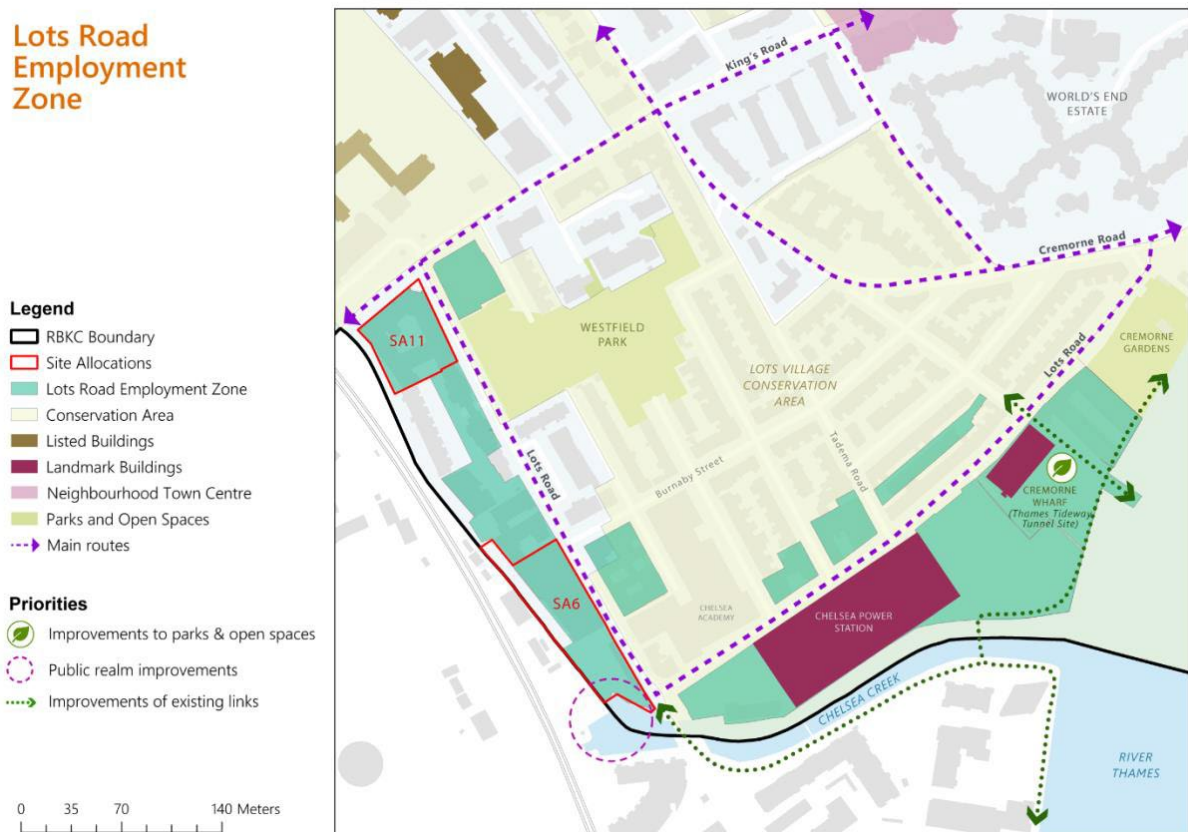 Lots Road
Employment
Zone
Legend
RBKC Boundary
Site Allocations
Lots Road Employment Zone
Conservation Area
Listed Buildings
Landmark Buildings
Neighbourhood Town Centre
Parks and Open Spaces
Main routes
Priorities
Improvements to parks & open spaces
Public realm improvements
Improvements of existing links
0 35 70 140 Meters
King's Road
WORLD'S END
ESTATE
Cremorne Road
SA11
WESTFIELD
PARK
Lots Road
CREMORNE
GARDENS
LOTS VILLAGE
CONSERVATION
AREA
Lots Road
Burnaby Street
Tadema Road
CREMORNE
WHARF
(Thames Tideway
Tunnel Site)
SA6
CHELSEA
ACADEMY
CHELSEA POWER
STATION
CHELSEA CREEK
RIVER
THAMES